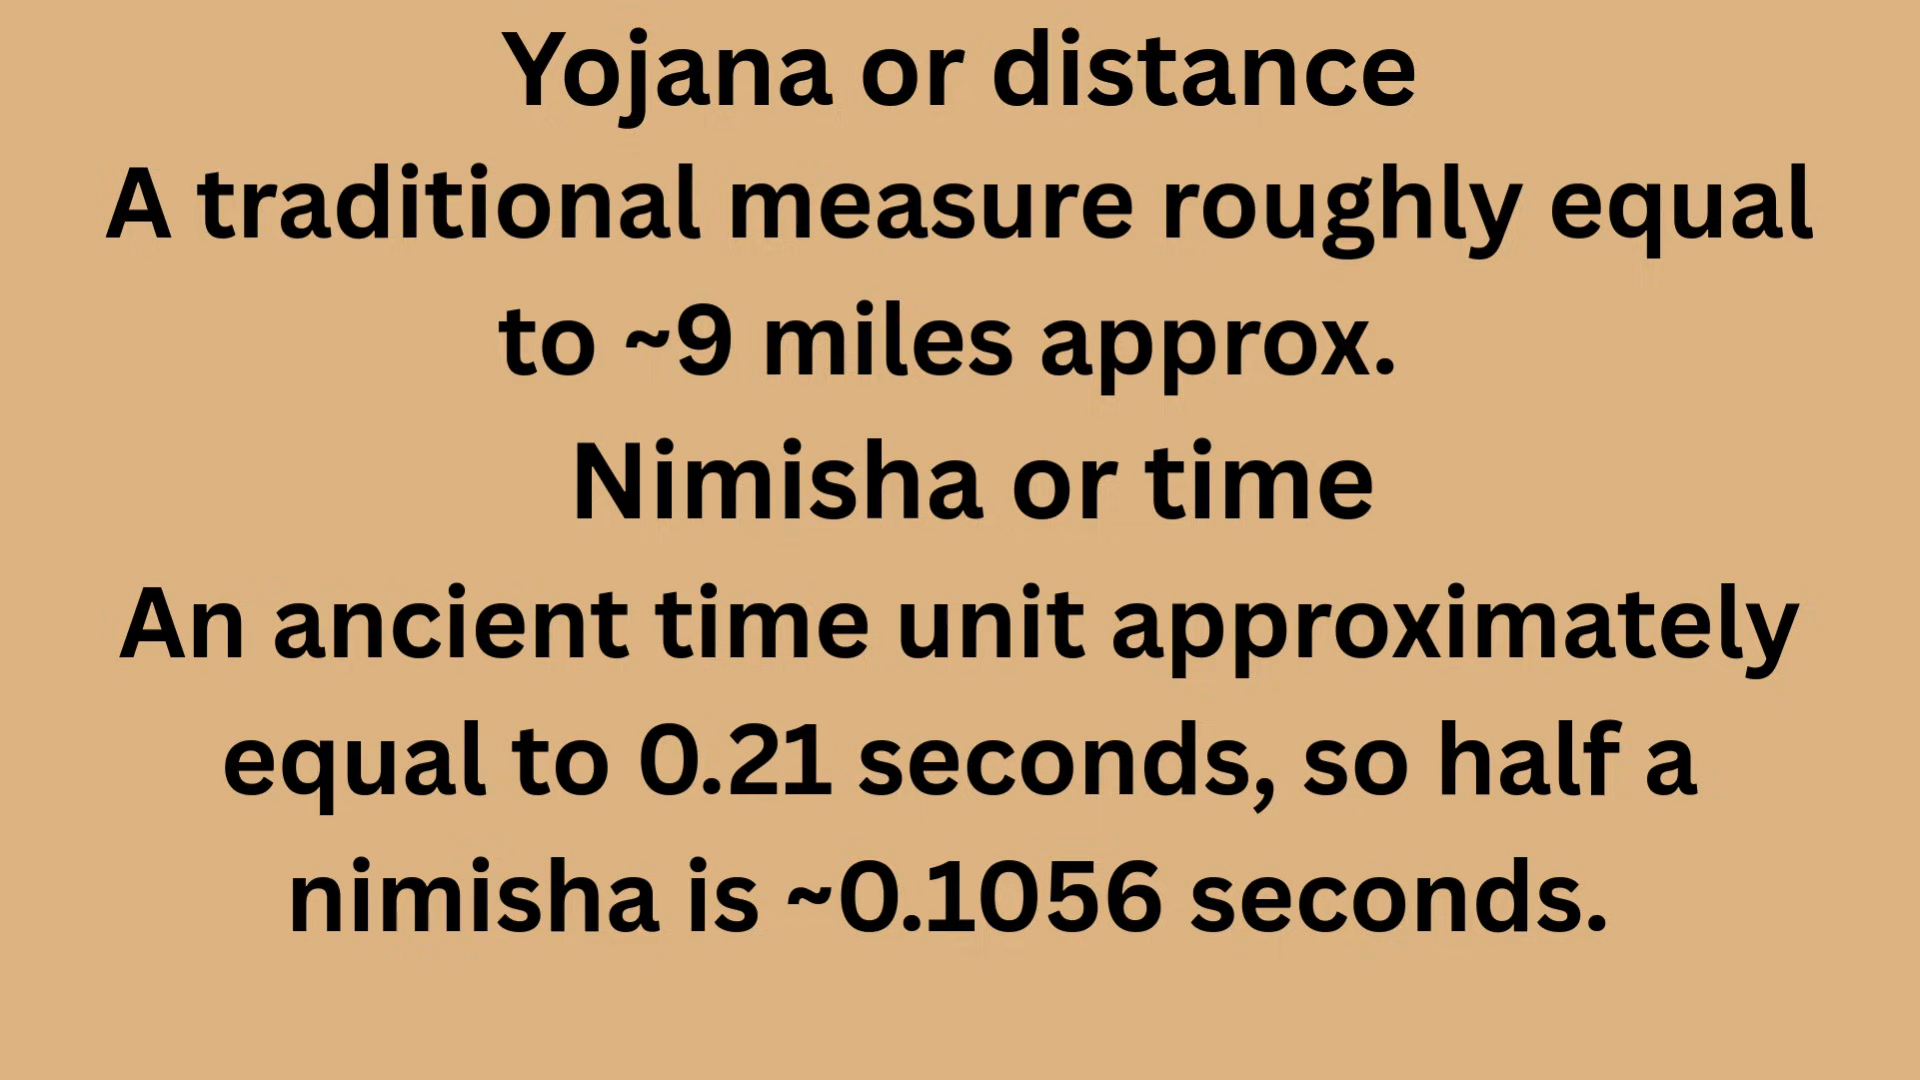 Yojana or distance
A traditional measure roughly equal
to ~9 miles approx.
Nimisha or time
An ancient time unit approximately
equal to 0.21 seconds, so half a
nimisha is ~0.1056 seconds.